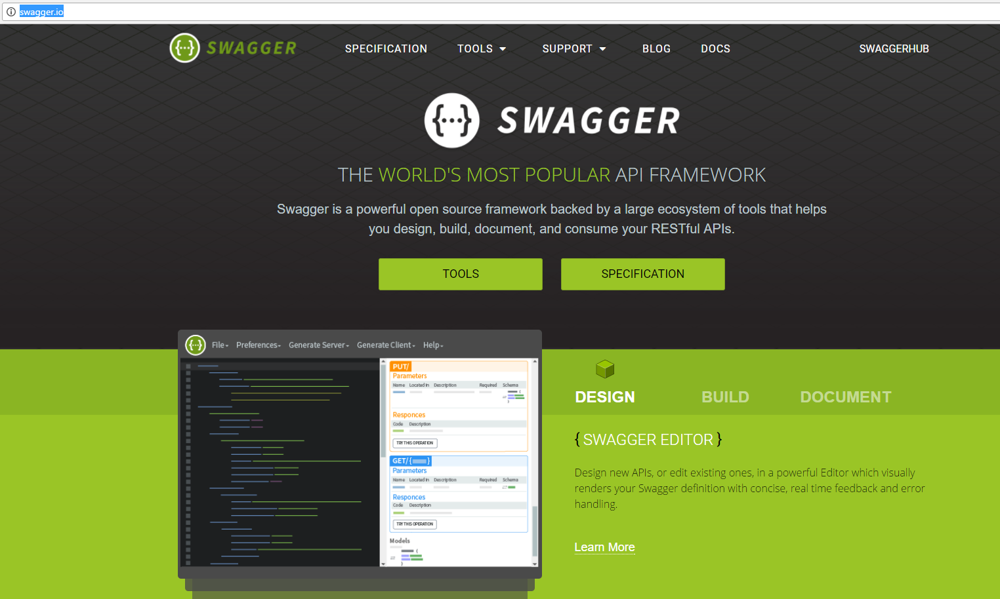 swagger.io
SWAGGER
SPECIFICATION
TOOLS
SUPPORT
BLOG
DOCS
SWAGGERHUB
SWAGGER
THE WORLD'S MOST POPULAR API FRAMEWORK
Swagger is a powerful open source framework backed by a large ecosystem of tools that helps
you design, build, document, and consume your RESTful APIs.
TOOLS
SPECIFICATION
File
Preferences
Generate Server
Generate Client
Help
PUT/
Parameters
Name Located in Description Required Schema
{
}
Responces
Code Description
TRY THIS OPERATION
GET/{ }
Parameters
Name Located in Description Required Schema
Responces
Code Description
TRY THIS OPERATION
Models
{
}
DESIGN
BUILD
DOCUMENT
{ SWAGGER EDITOR }
Design new APIs, or edit existing ones, in a powerful Editor which visually
renders your Swagger definition with concise, real time feedback and error
handling.
Learn More